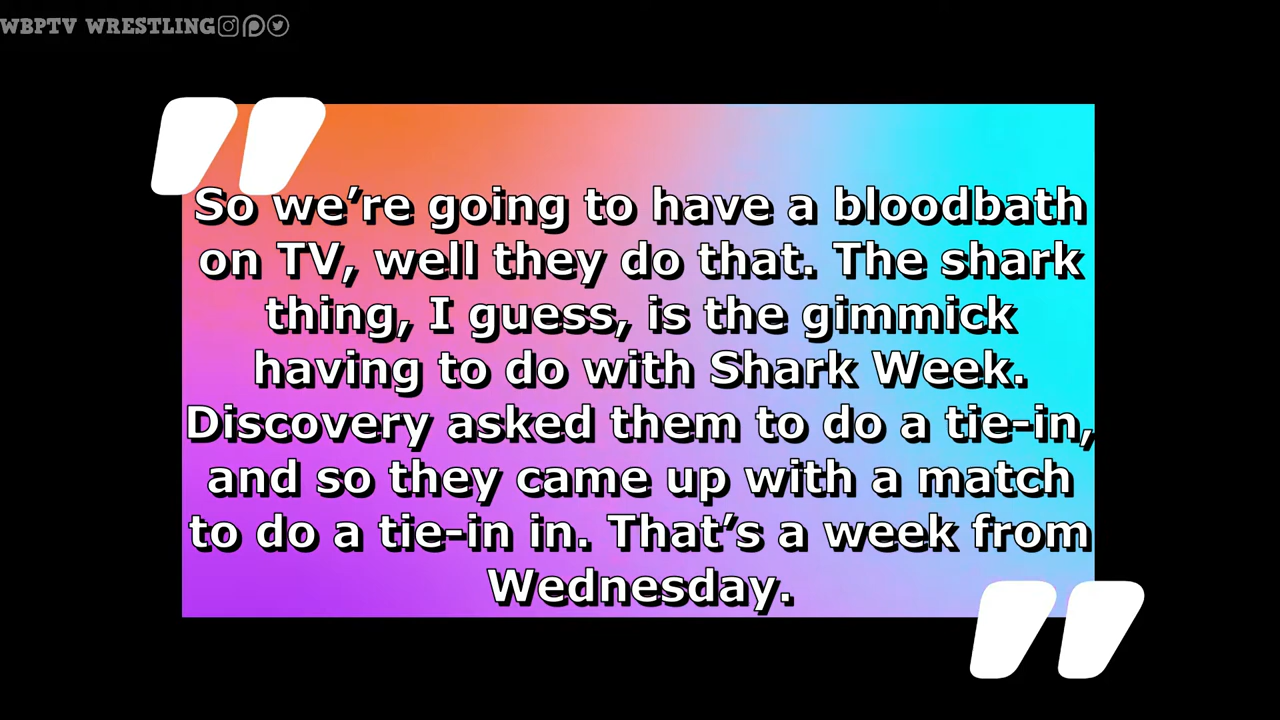 WBPTV WRESTLING
So we're going to have a bloodbath
on TV, well they do that. The shark
thing, I guess, is the gimmick
having to do with Shark Week.
Discovery asked them to do a tie-in,
and so they came up with a match
to do a tie-in in. That's a week from
Wednesday.